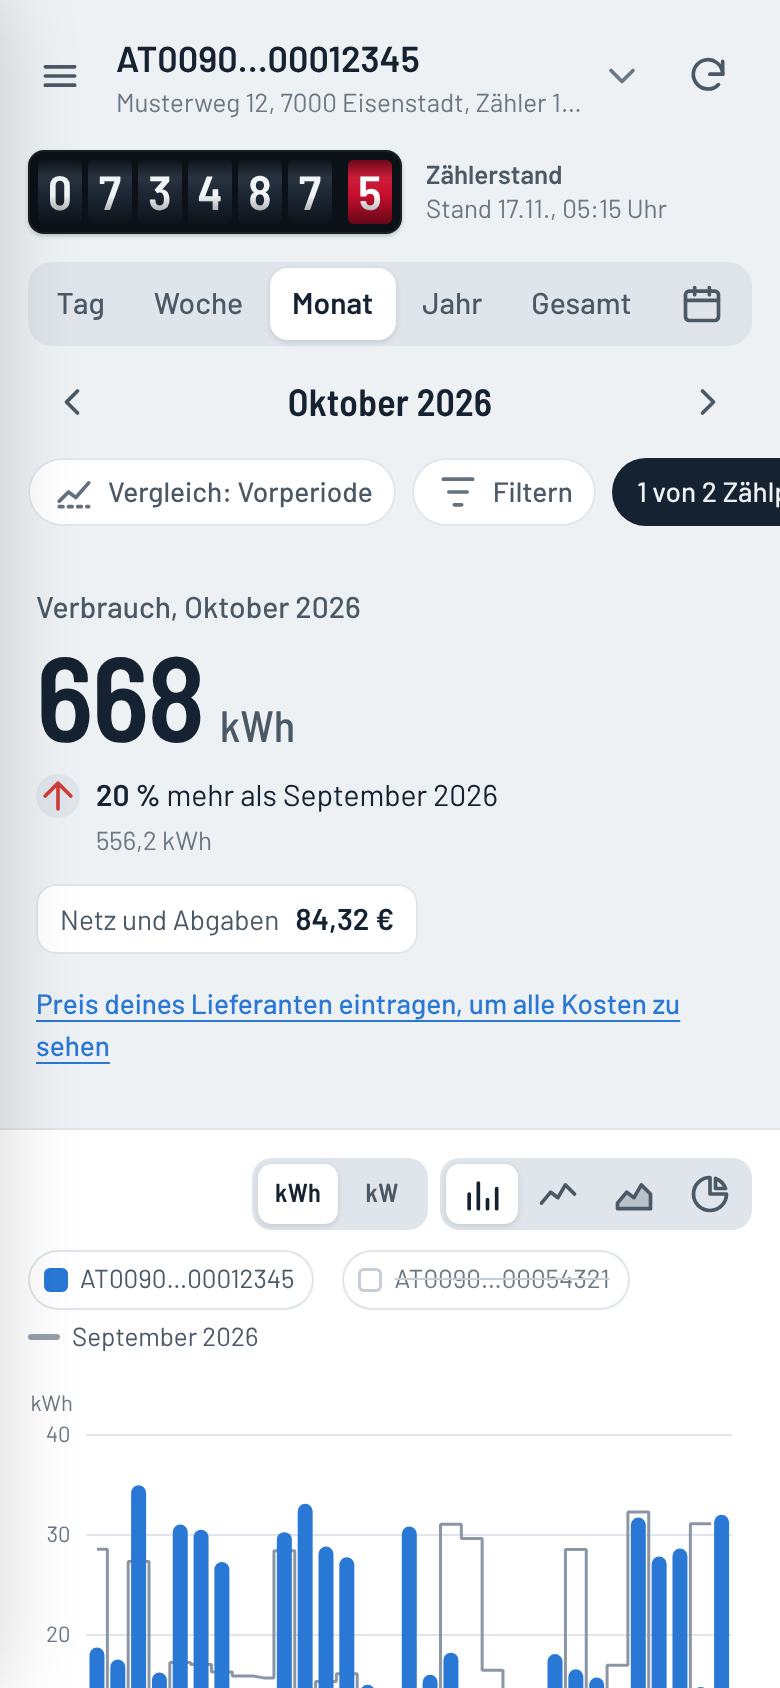 AT0090...00012345
Musterweg 12, 7000 Eisenstadt, Zähler 1...
0 7 3 4 8 7 5
Zählerstand
Stand 17.11., 05:15 Uhr
Tag Woche Monat Jahr Gesamt
Oktober 2026
Vergleich: Vorperiode Filtern 1 von 2 Zählp
Verbrauch, Oktober 2026
668 kWh
20 % mehr als September 2026
556,2 kWh
Netz und Abgaben 84,32 €
Preis deines Lieferanten eintragen, um alle Kosten zu
sehen
kWh kW
AT0090...00012345 AT0090...00054321
September 2026
kWh
40
30
20